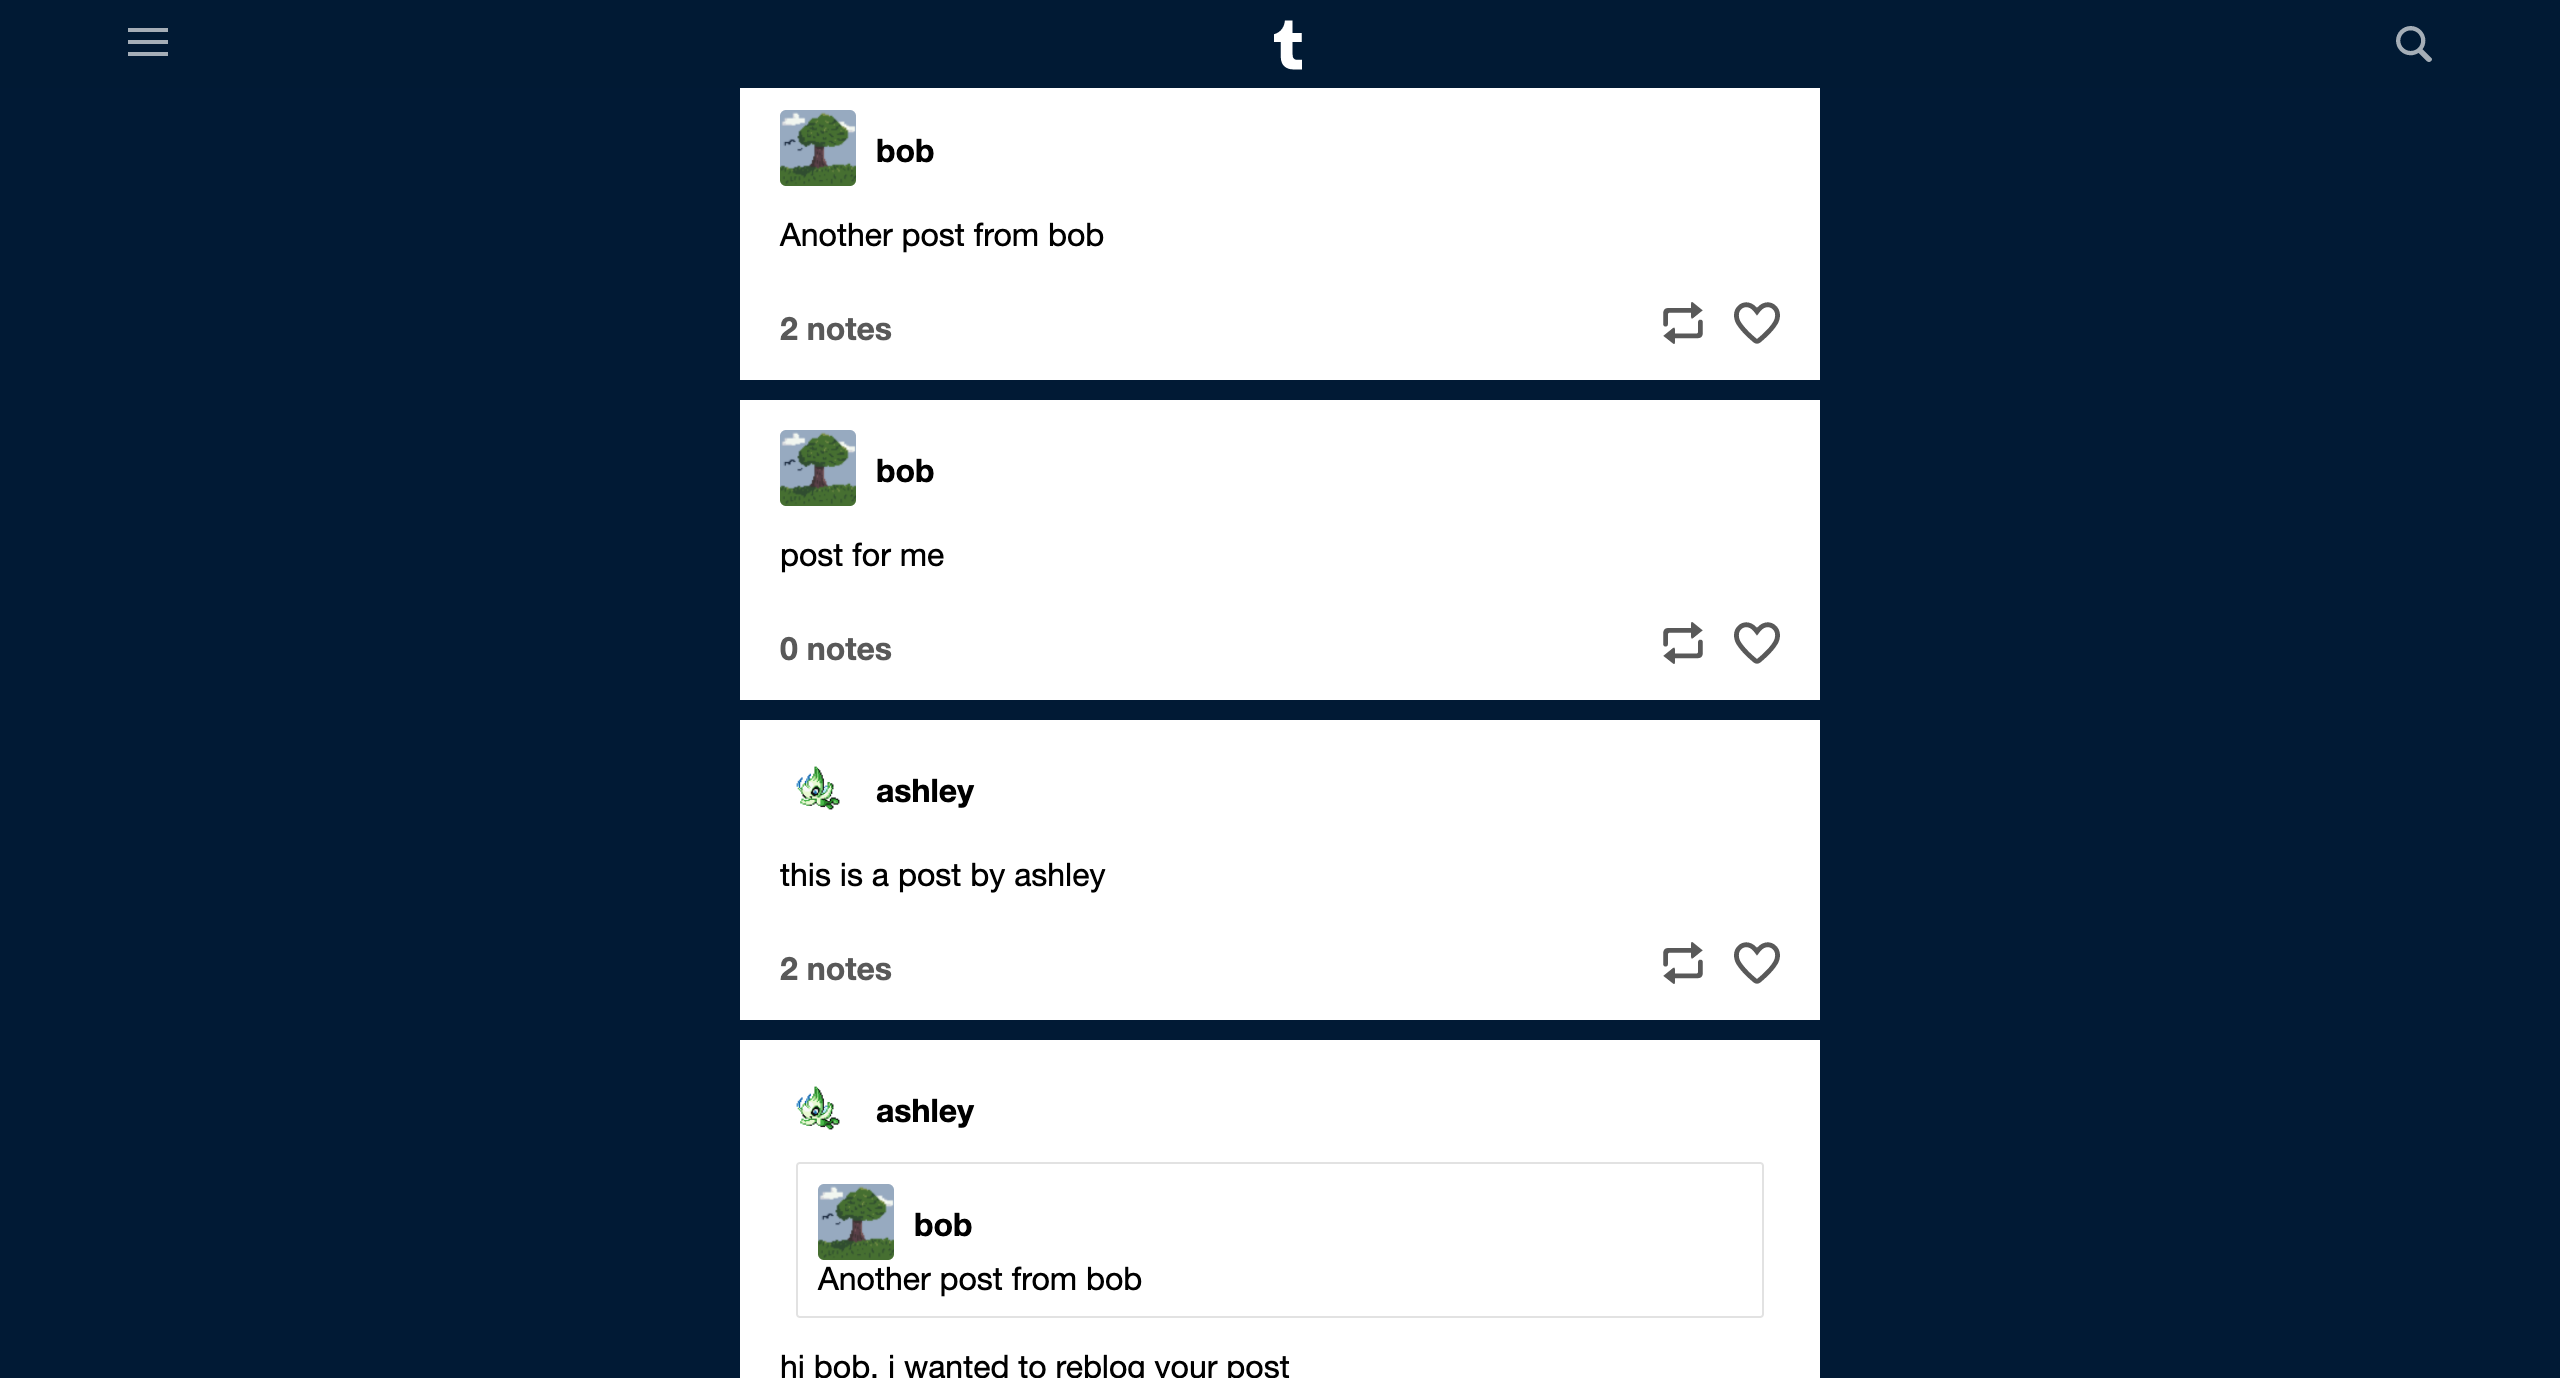 t
bob
Another post from bob
2 notes
bob
post for me
0 notes
ashley
this is a post by ashley
2 notes
ashley
bob
Another post from bob
hi bob, i wanted to reblog your post